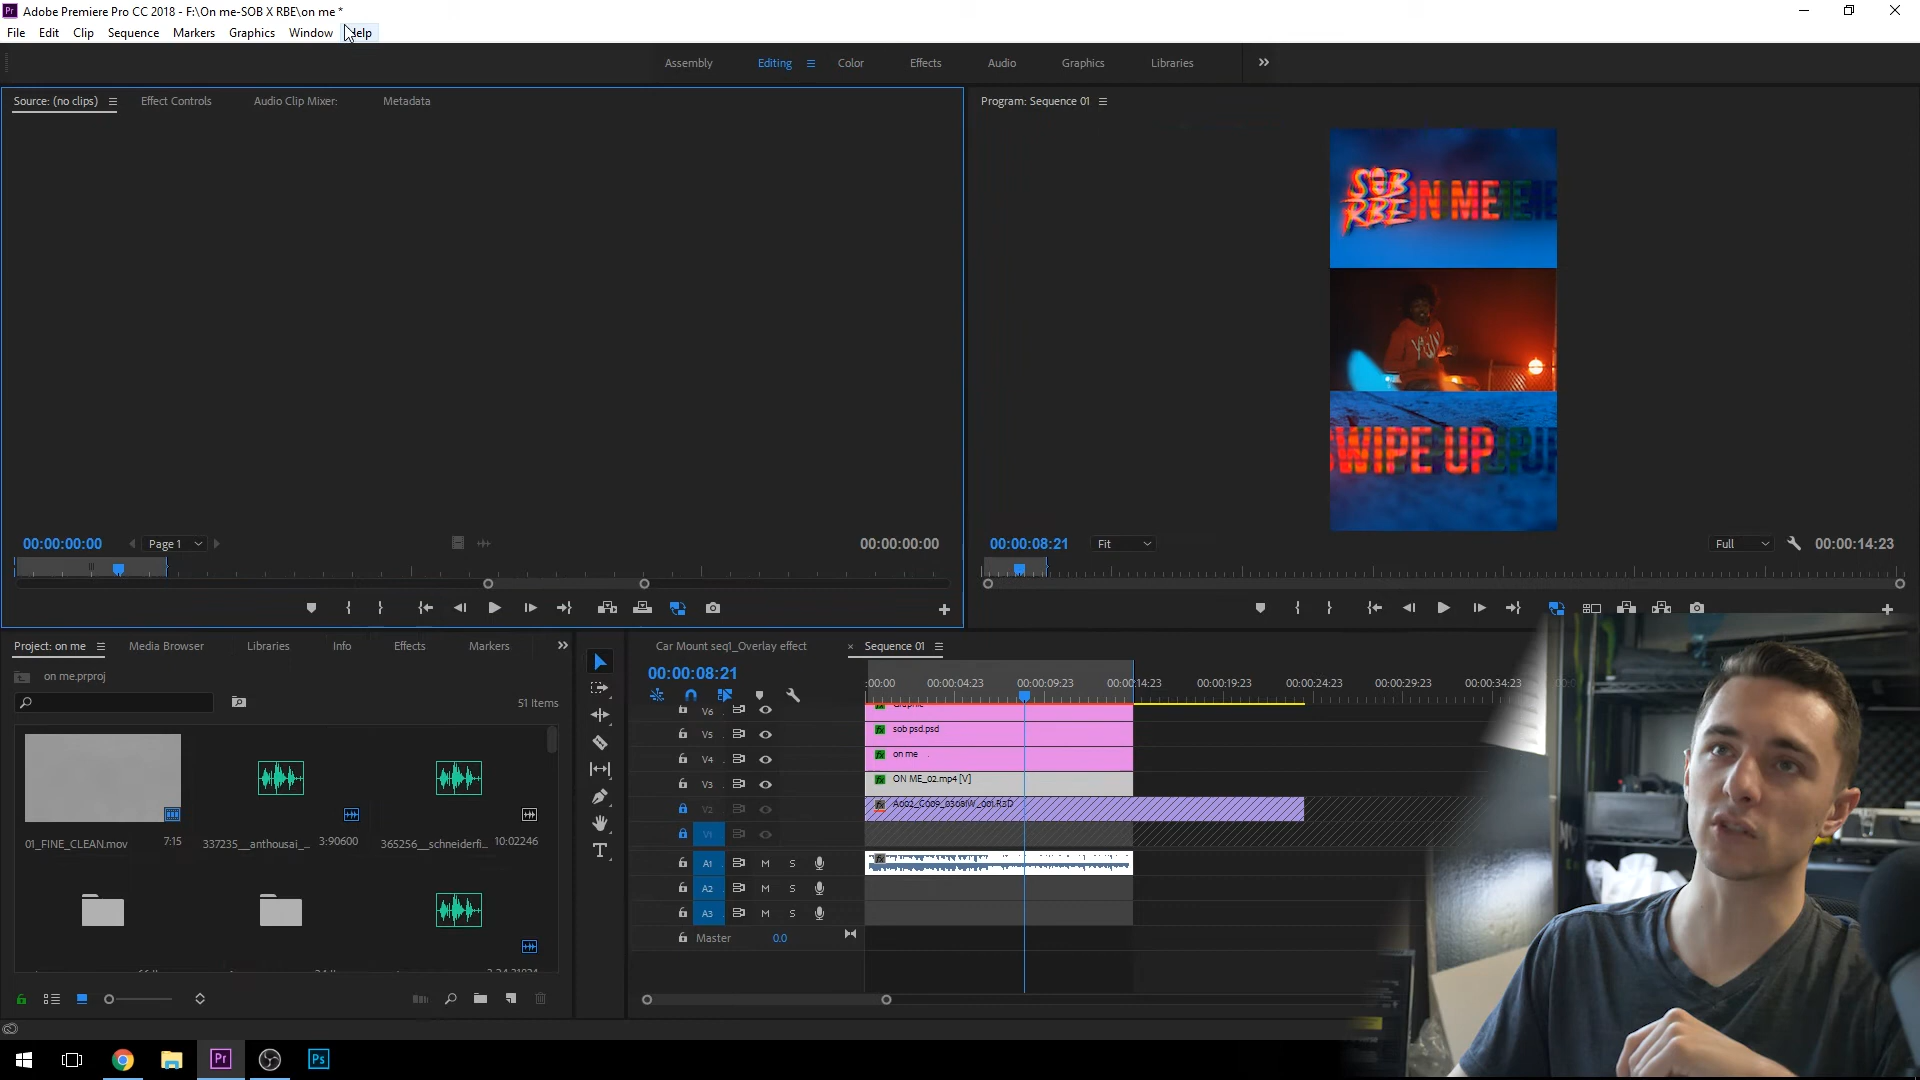 Adobe Premiere Pro CC 2018 - F:\On me-SOB X RBE\on me *
File Edit Clip Sequence Markers Graphics Window Help
Assembly Editing Color Effects Audio Graphics Libraries
Source: (no clips) Effect Controls Audio Clip Mixer: Metadata
Program: Sequence 01
SOB RBE ON ME
SWIPE UP
00:00:00:00 Page 1 00:00:00:00
00:00:08:21 Fit Full 00:00:14:23
Project: on me Media Browser Libraries Info Effects Markers
on me.prproj
51 Items
01_FINE_CLEAN.mov 7:15
337235__anthousai_... 3:90600
365256__schneiderfi... 10:02246
Car Mount seq1_Overlay effect Sequence 01
00:00:08:21
:00:00 00:00:04:23 00:00:09:23 00:00:14:23 00:00:19:23 00:00:24:23 00:00:29:23 00:00:34:23
V6 Graphic
V5 sob psd.psd
V4 on me
V3 ON ME_02.mp4 [V]
V2 A002_C009_0308IW_001.R3D
V1
A1 M S
A2 M S
A3 M S
Master 0.0
Pr Ps